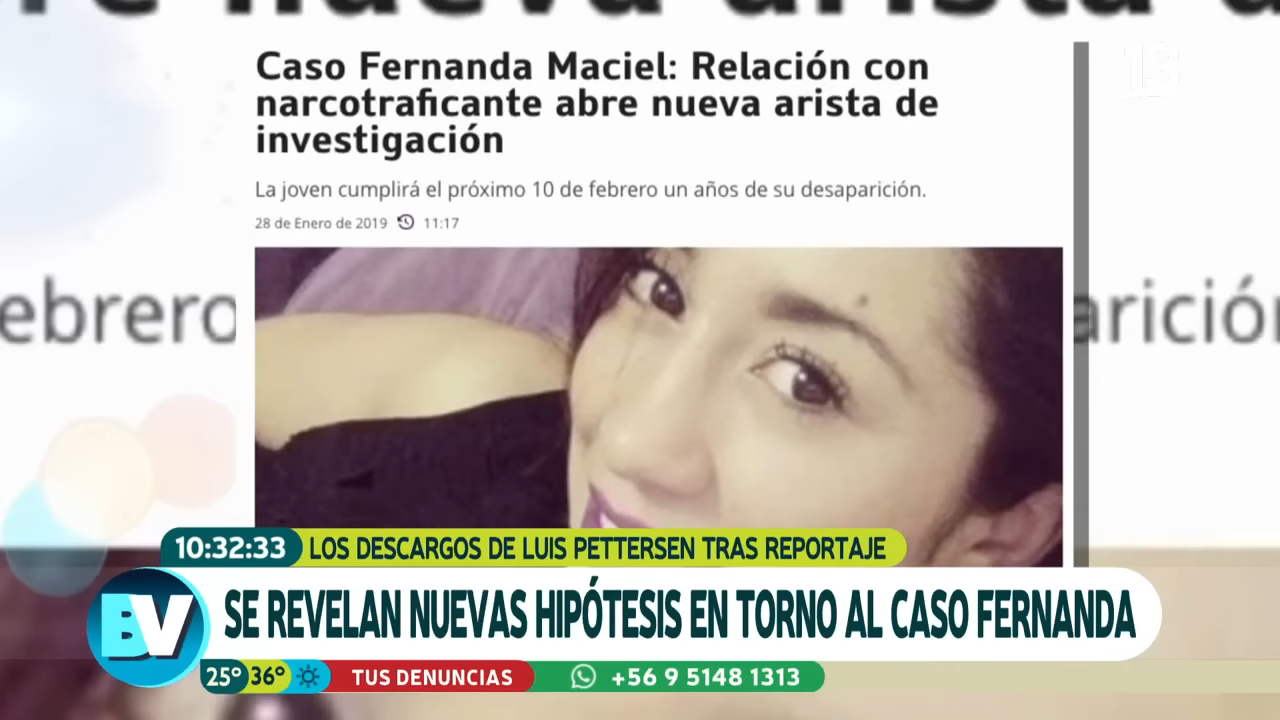 Caso Fernanda Maciel: Relación con
narcotraficante abre nueva arista de
investigación
La joven cumplirá el próximo 10 de febrero un años de su desaparición.
28 de Enero de 2019 11:17
13
ebrero
arición
10:32:33 LOS DESCARGOS DE LUIS PETTERSEN TRAS REPORTAJE
BV SE REVELAN NUEVAS HIPÓTESIS EN TORNO AL CASO FERNANDA
25° 36° TUS DENUNCIAS +56 9 5148 1313